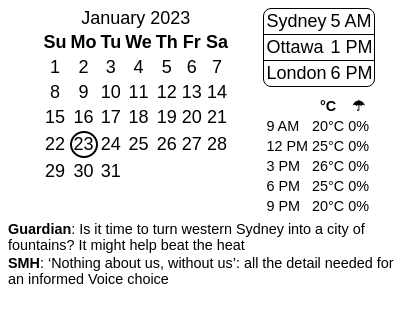 January 2023
Su Mo Tu We Th Fr Sa
1 2 3 4 5 6 7
8 9 10 11 12 13 14
15 16 17 18 19 20 21
22 23 24 25 26 27 28
29 30 31
Sydney 5 AM
Ottawa 1 PM
London 6 PM
°C ☂
9 AM 20°C 0%
12 PM 25°C 0%
3 PM 26°C 0%
6 PM 25°C 0%
9 PM 20°C 0%
Guardian: Is it time to turn western Sydney into a city of
fountains? It might help beat the heat
SMH: ‘Nothing about us, without us’: all the detail needed for
an informed Voice choice